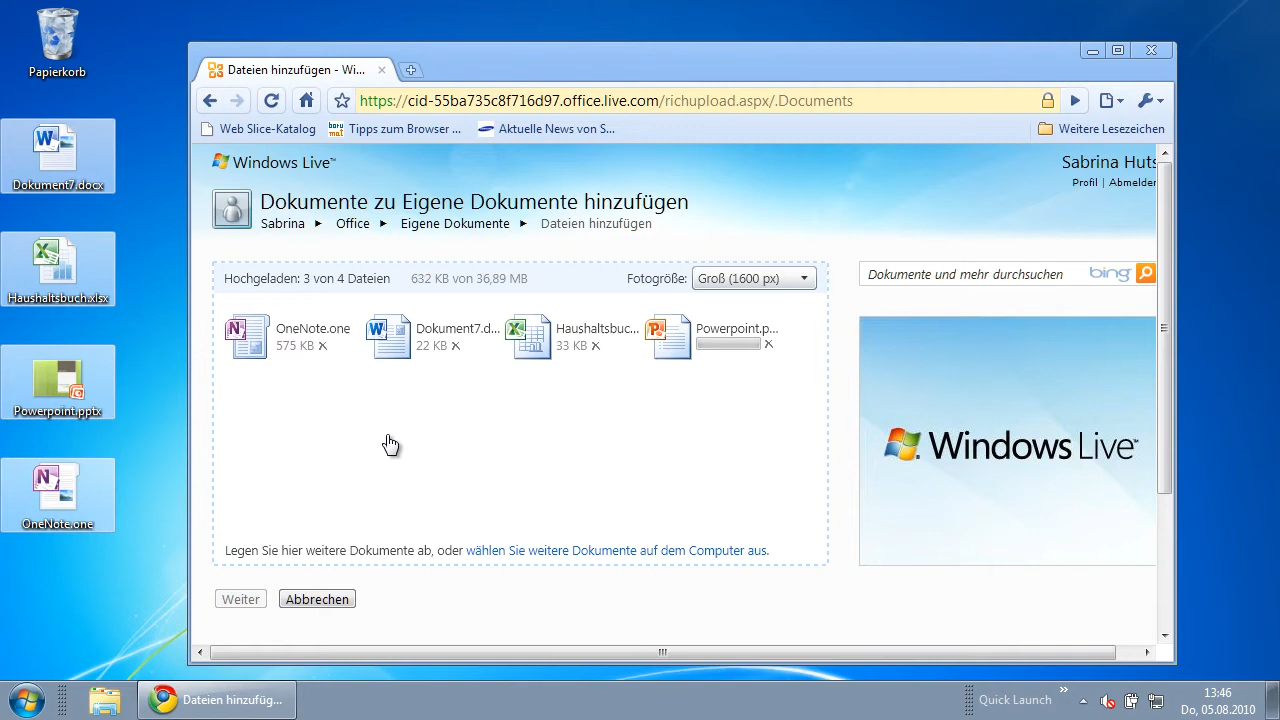 Papierkorb
Dokument7.docx
Haushaltsbuch.xlsx
Powerpoint.pptx
OneNote.one
Dateien hinzufügen - Wi...
https://cid-55ba735c8f716d97.office.live.com/richupload.aspx/.Documents
Web Slice-Katalog
Tipps zum Browser ...
Aktuelle News von S...
Weitere Lesezeichen
Windows Live™
Sabrina Huts
Profil | Abmelder
Dokumente zu Eigene Dokumente hinzufügen
Sabrina ► Office ► Eigene Dokumente ► Dateien hinzufügen
Hochgeladen: 3 von 4 Dateien 632 KB von 36,89 MB Fotogröße: Groß (1600 px)
Dokumente und mehr durchsuchen bing
OneNote.one
575 KB
Dokument7.d...
22 KB
Haushaltsbuc...
33 KB
Powerpoint.p...
Windows Live™
Legen Sie hier weitere Dokumente ab, oder wählen Sie weitere Dokumente auf dem Computer aus.
Weiter
Abbrechen
Dateien hinzufüg...
Quick Launch
13:46
Do, 05.08.2010